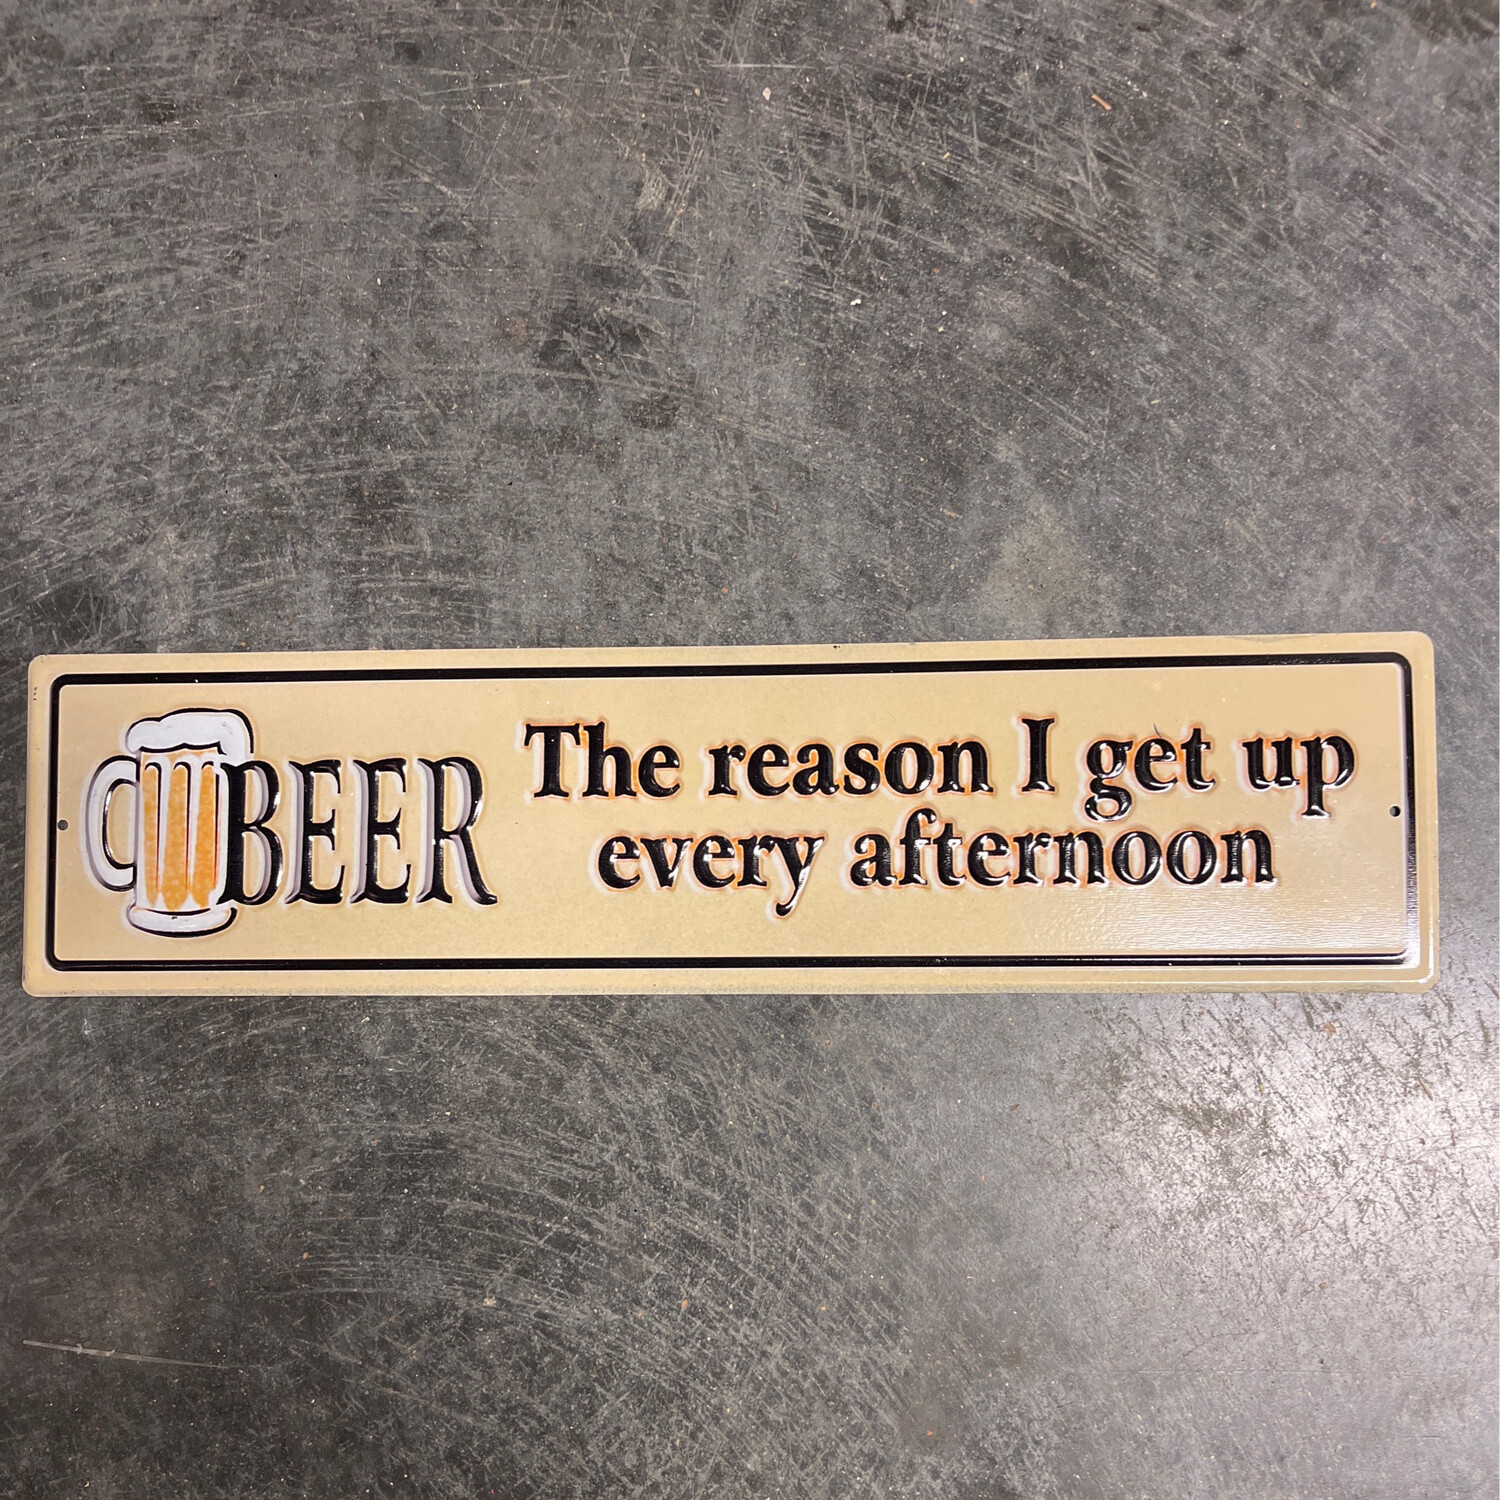 BEER
The reason I get up
every afternoon